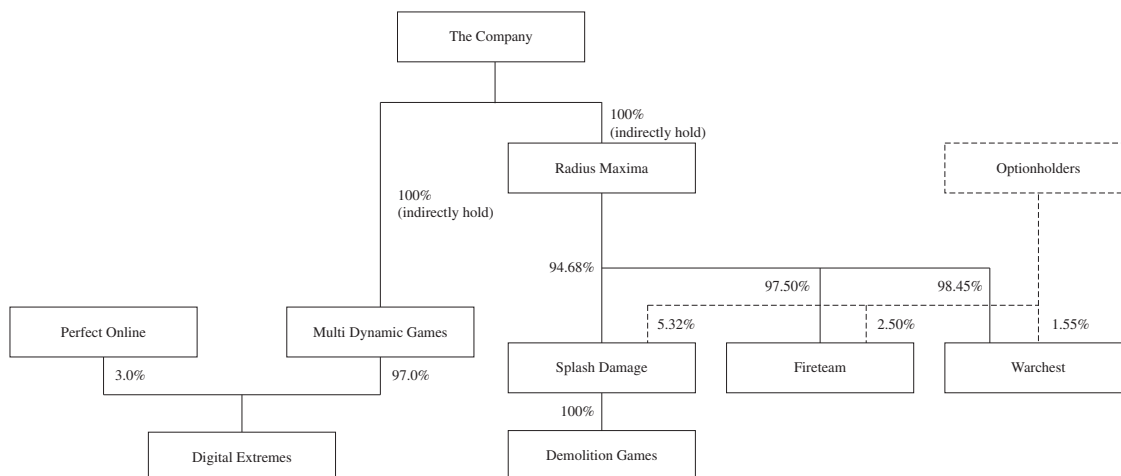 The Company
100%
(indirectly hold)
Radius Maxima
Optionholders
100%
(indirectly hold)
94.68%
97.50%
98.45%
Perfect Online
Multi Dynamic Games
5.32%
2.50%
1.55%
3.0%
97.0%
Splash Damage
Fireteam
Warchest
100%
Digital Extremes
Demolition Games